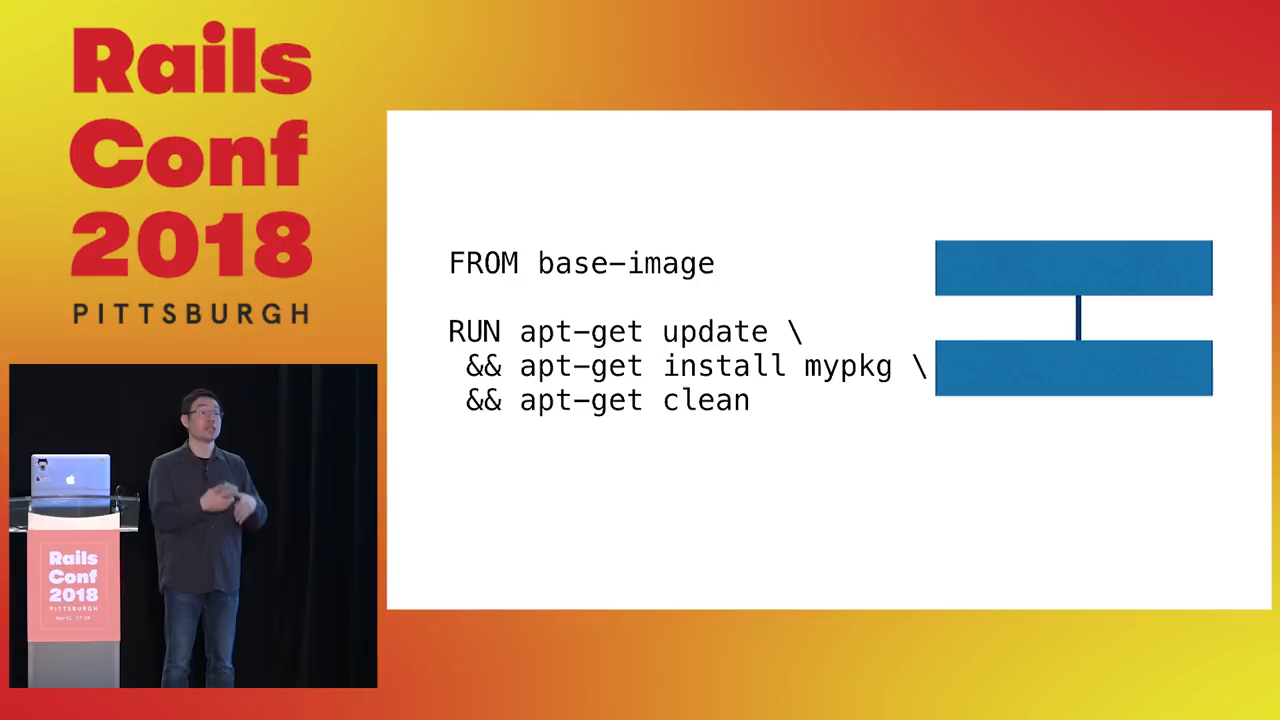 Rails
Conf
2018
PITTSBURGH
FROM base-image
RUN apt-get update \
&& apt-get install mypkg \
&& apt-get clean
Rails
Conf
2018
PITTSBURGH